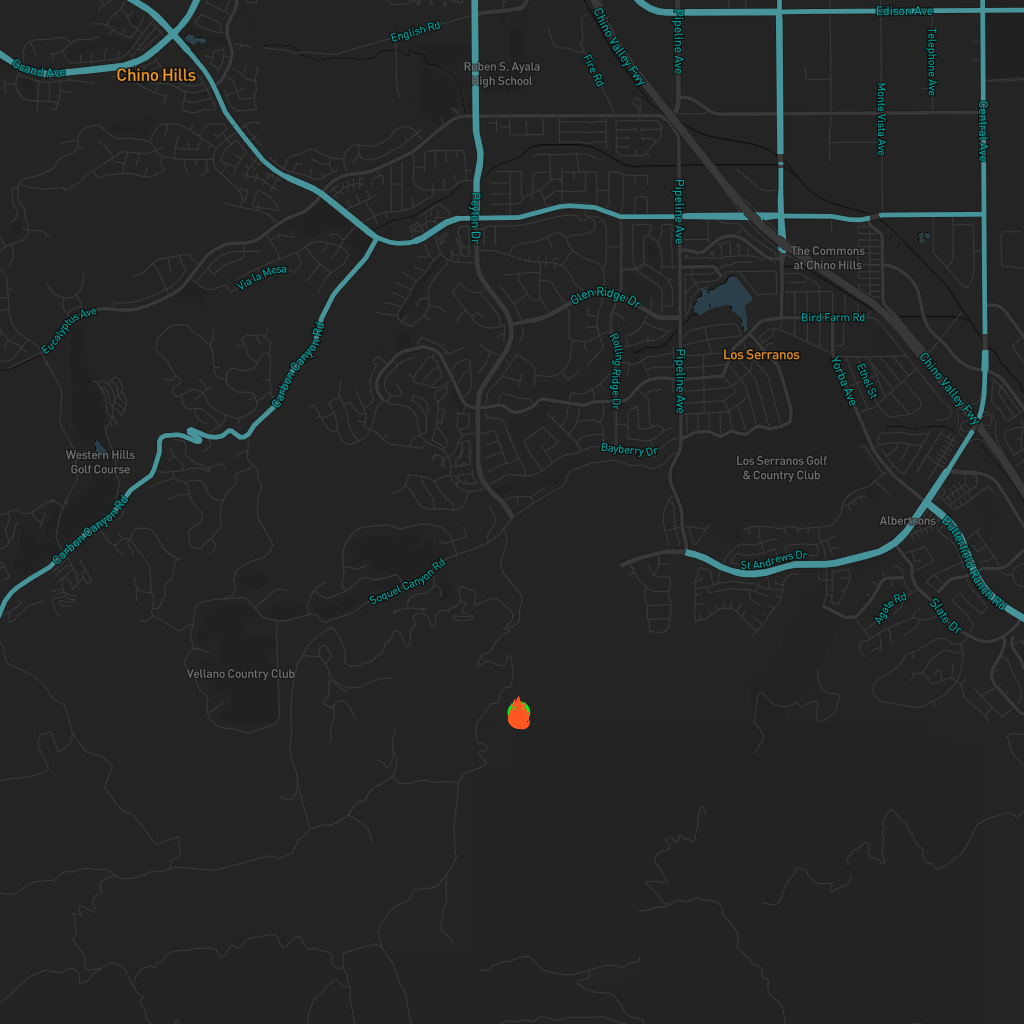 Edison Ave
English Rd
Chino Valley Fwy
Pipeline Ave
Telephone Ave
Grand Ave
Chino Hills
Ruben S. Ayala
High School
Fire Rd
Monte Vista Ave
Central Ave
Peyton Dr
Pipeline Ave
The Commons
at Chino Hills
Via la Mesa
Glen Ridge Dr
Eucalyptus Ave
Bird Farm Rd
Carbon Canyon Rd
Rolling Ridge Dr
Los Serranos
Pipeline Ave
Yorba Ave
Ethel St
Chino Valley Fwy
Western Hills
Golf Course
Bayberry Dr
Los Serranos Golf
& Country Club
Carbon Canyon Rd
Albertsons
Butterfield Ranch Rd
St Andrews Dr
Soquel Canyon Rd
Agate Rd
Slate Dr
Vellano Country Club